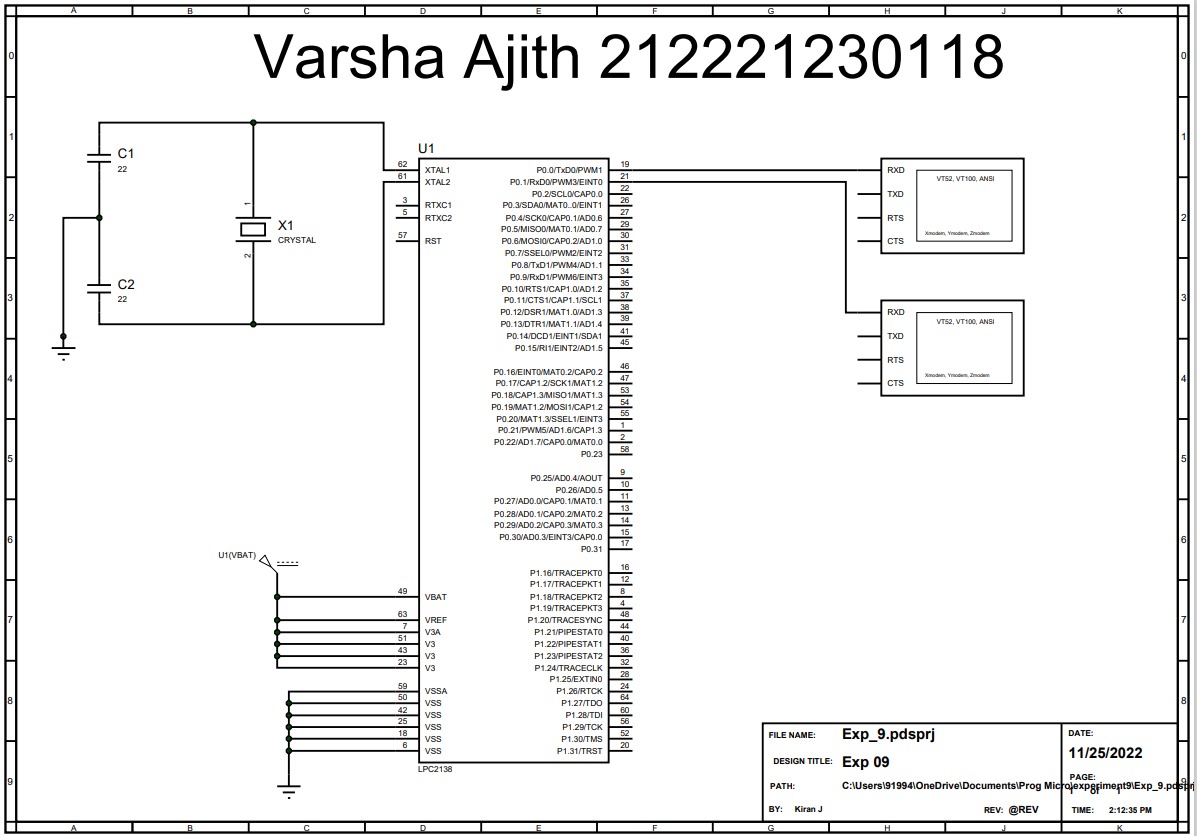 A B C D E F G H J K
Varsha Ajith 212221230118
0 0
1 1
2 2
3 3
4 4
5 5
6 6
7 7
8 8
9 9
C1
22
C2
22
1
X1
CRYSTAL
2
U1
62 XTAL1
61 XTAL2
3 RTXC1
5 RTXC2
57 RST
U1(VBAT)
49 VBAT
63 VREF
7 V3A
51 V3
43 V3
23 V3
59 VSSA
50 VSS
42 VSS
25 VSS
18 VSS
6 VSS
LPC2138
P0.0/TxD0/PWM1 19
P0.1/RxD0/PWM3/EINT0 21
P0.2/SCL0/CAP0.0 22
P0.3/SDA0/MAT0..0/EINT1 26
P0.4/SCK0/CAP0.1/AD0.6 27
P0.5/MISO0/MAT0.1/AD0.7 29
P0.6/MOSI0/CAP0.2/AD1.0 30
P0.7/SSEL0/PWM2/EINT2 31
P0.8/TxD1/PWM4/AD1.1 33
P0.9/RxD1/PWM6/EINT3 34
P0.10/RTS1/CAP1.0/AD1.2 35
P0.11/CTS1/CAP1.1/SCL1 37
P0.12/DSR1/MAT1.0/AD1.3 38
P0.13/DTR1/MAT1.1/AD1.4 39
P0.14/DCD1/EINT1/SDA1 41
P0.15/RI1/EINT2/AD1.5 45
P0.16/EINT0/MAT0.2/CAP0.2 46
P0.17/CAP1.2/SCK1/MAT1.2 47
P0.18/CAP1.3/MISO1/MAT1.3 53
P0.19/MAT1.2/MOSI1/CAP1.2 54
P0.20/MAT1.3/SSEL1/EINT3 55
P0.21/PWM5/AD1.6/CAP1.3 1
P0.22/AD1.7/CAP0.0/MAT0.0 2
P0.23 58
P0.25/AD0.4/AOUT 9
P0.26/AD0.5 10
P0.27/AD0.0/CAP0.1/MAT0.1 11
P0.28/AD0.1/CAP0.2/MAT0.2 13
P0.29/AD0.2/CAP0.3/MAT0.3 14
P0.30/AD0.3/EINT3/CAP0.0 15
P0.31 17
P1.16/TRACEPKT0 16
P1.17/TRACEPKT1 12
P1.18/TRACEPKT2 8
P1.19/TRACEPKT3 4
P1.20/TRACESYNC 48
P1.21/PIPESTAT0 44
P1.22/PIPESTAT1 40
P1.23/PIPESTAT2 36
P1.24/TRACECLK 32
P1.25/EXTIN0 28
P1.26/RTCK 24
P1.27/TDO 64
P1.28/TDI 60
P1.29/TCK 56
P1.30/TMS 52
P1.31/TRST 20
RXD
TXD
RTS
CTS
VT52, VT100, ANSI
Xmodem, Ymodem, Zmodem
RXD
TXD
RTS
CTS
VT52, VT100, ANSI
Xmodem, Ymodem, Zmodem
FILE NAME: Exp_9.pdsprj
DESIGN TITLE: Exp 09
PATH: C:\Users\91994\OneDrive\Documents\Prog Micro\experiment9\Exp_9.pdsprj
BY: Kiran J REV: @REV
DATE:
11/25/2022
PAGE:
TIME: 2:12:35 PM
A B C D E F G H J K